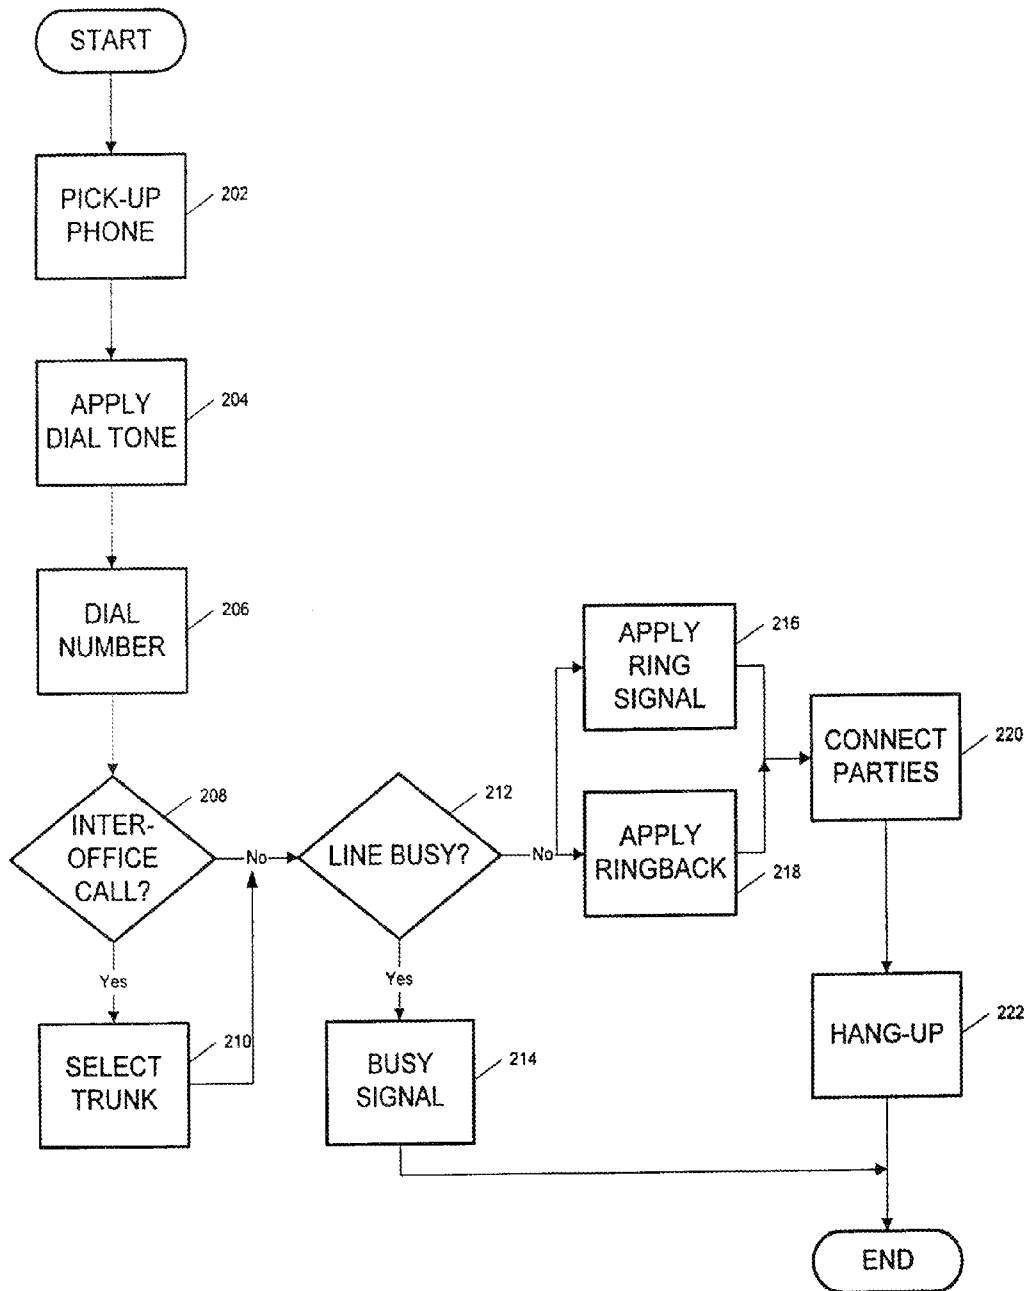 START
PICK-UP
PHONE
202
APPLY
DIAL TONE
204
DIAL
NUMBER
206
INTER-
OFFICE
CALL?
208
No
Yes
SELECT
TRUNK
210
LINE BUSY?
212
No
Yes
BUSY
SIGNAL
214
APPLY
RING
SIGNAL
216
APPLY
RINGBACK
218
CONNECT
PARTIES
220
HANG-UP
222
END